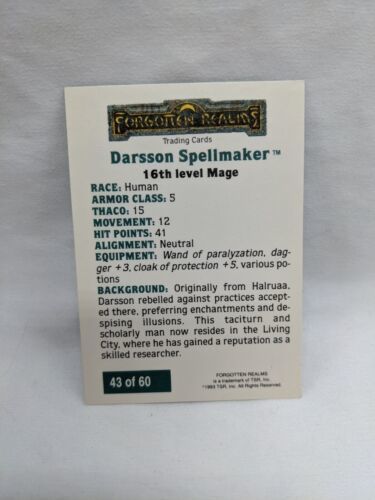 FORGOTTEN REALMS
Trading Cards
Darsson Spellmaker™
16th level Mage
RACE: Human
ARMOR CLASS: 5
THACO: 15
MOVEMENT: 12
HIT POINTS: 41
ALIGNMENT: Neutral
EQUIPMENT: Wand of paralyzation, dag-
ger +3, cloak of protection +5, various po-
tions
BACKGROUND: Originally from Halruaa,
Darsson rebelled against practices accept-
ed there, preferring enchantments and de-
spising illusions. This taciturn and
scholarly man now resides in the Living
City, where he has gained a reputation as a
skilled researcher.
43 of 60
FORGOTTEN REALMS
is a trademark of TSR, Inc.
©1993 TSR, Inc. All Rights Reserved.